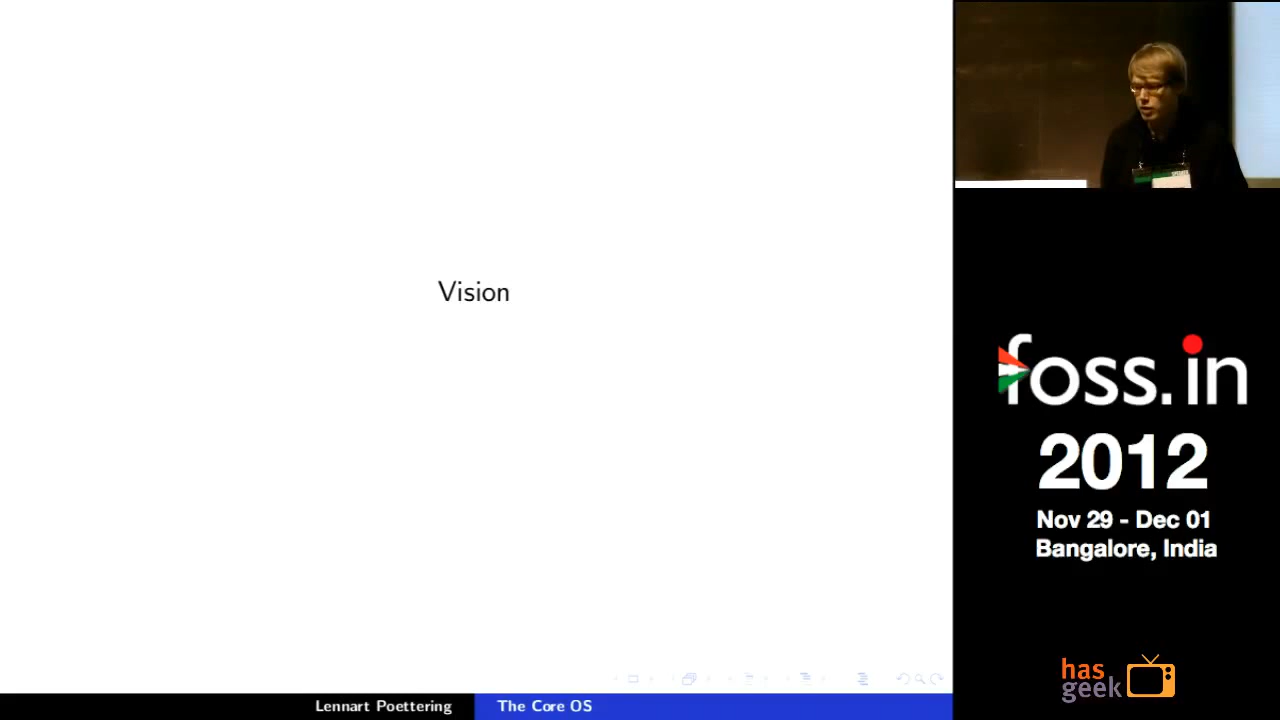 Vision
Lennart Poettering
The Core OS
foss.in
2012
Nov 29 - Dec 01
Bangalore, India
has
geek